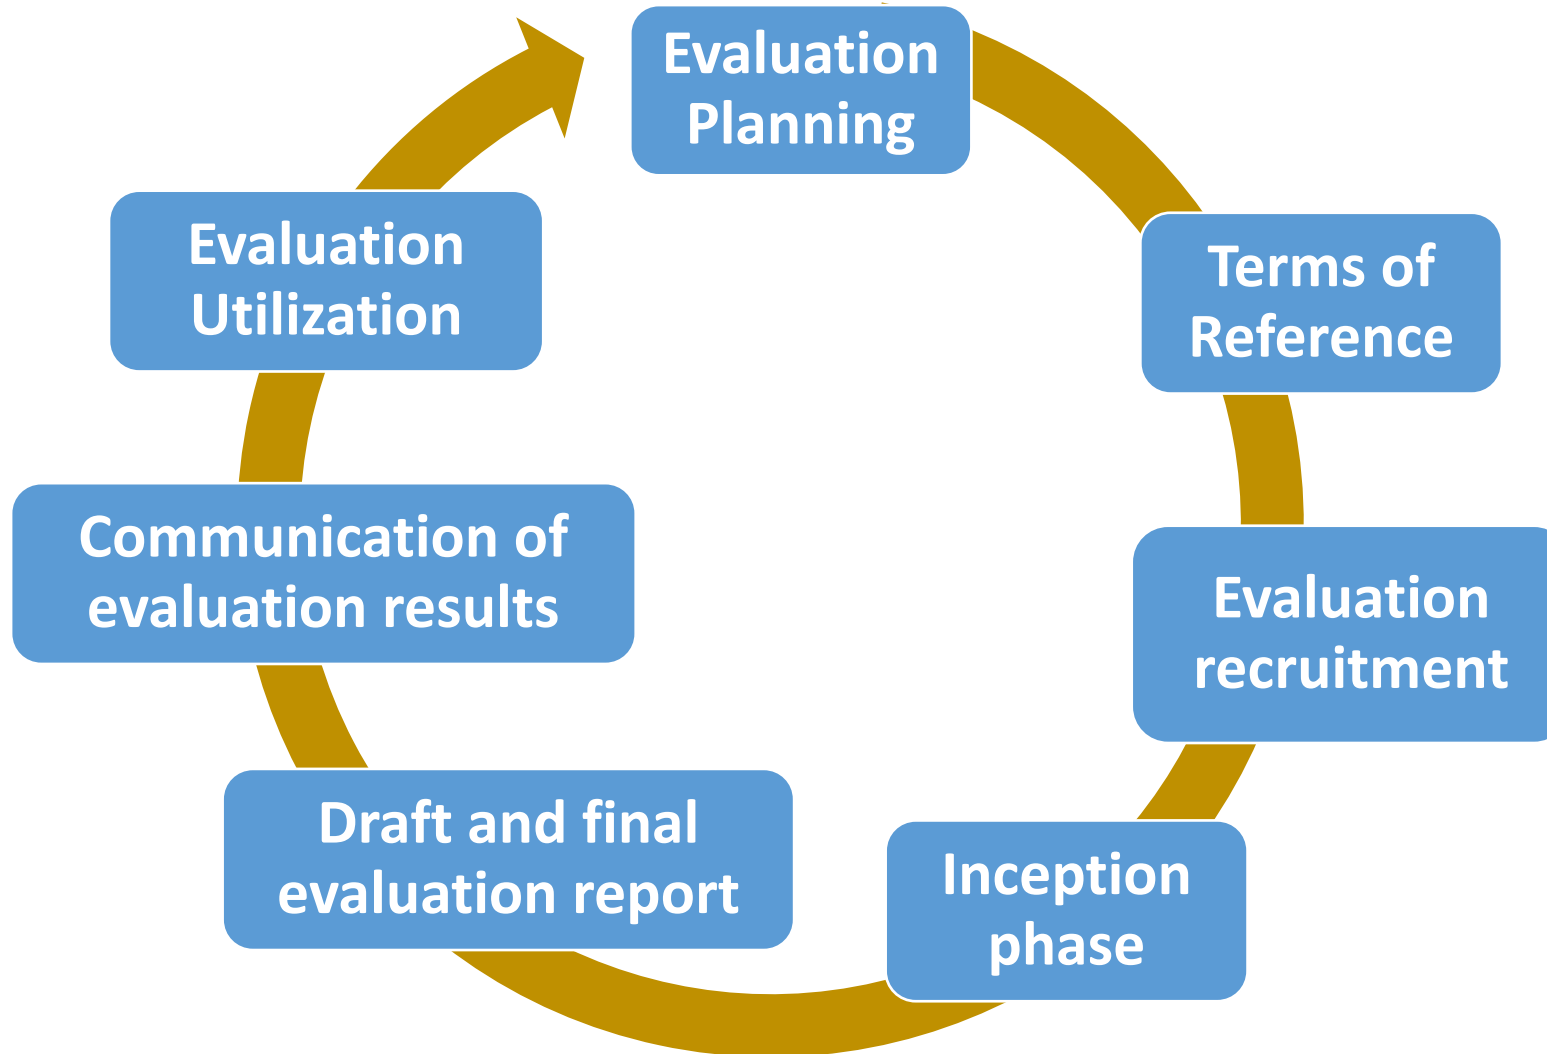 Evaluation
Planning
Terms of
Reference
Evaluation
recruitment
Inception
phase
Draft and final
evaluation report
Communication of
evaluation results
Evaluation
Utilization